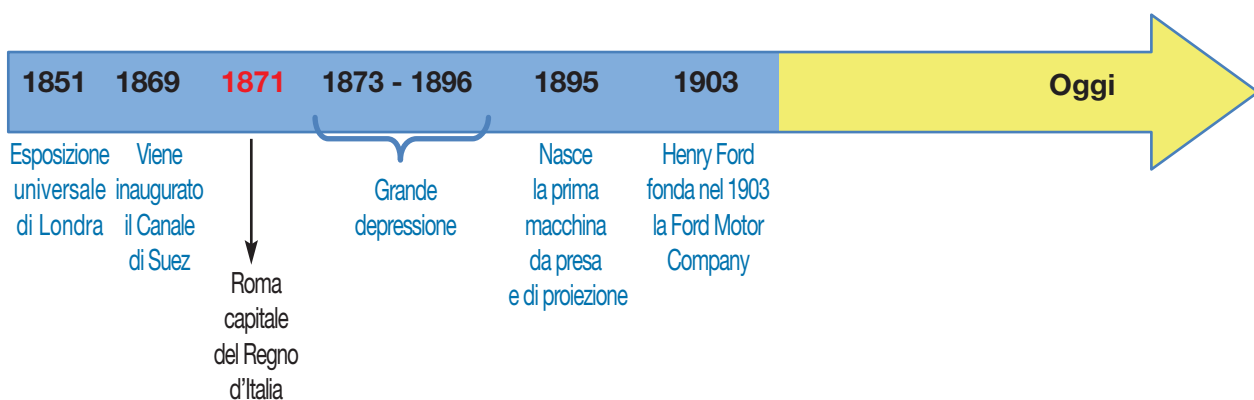 1851 1869 1871 1873 - 1896 1895 1903 Oggi
Esposizione
universale
di Londra
Viene
inaugurato
il Canale
di Suez
Roma
capitale
del Regno
d'Italia
Grande
depressione
Nasce
la prima
macchina
da presa
e di proiezione
Henry Ford
fonda nel 1903
la Ford Motor
Company